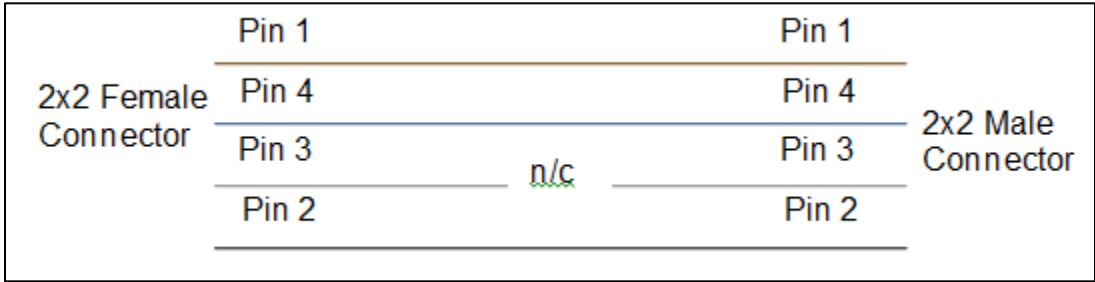 Pin 1 Pin 1
2x2 Female
Connector
Pin 4 Pin 4
2x2 Male
Connector
Pin 3 Pin 3
n/c
Pin 2 Pin 2